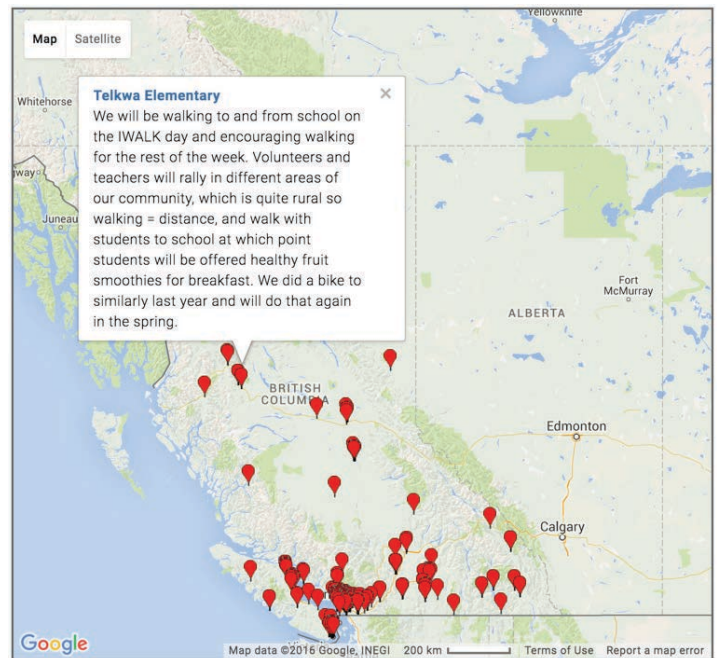 Yellowknife
Map Satellite
Telkwa Elementary
We will be walking to and from school on
the IWALK day and encouraging walking
for the rest of the week. Volunteers and
teachers will rally in different areas of
our community, which is quite rural so
walking = distance, and walk with
students to school at which point
students will be offered healthy fruit
smoothies for breakfast. We did a bike to
similarly last year and will do that again
in the spring.
Whitehorse
gway
Juneau
Fort
McMurray
ALBERTA
BRITISH
COLUMBIA
Edmonton
Calgary
Google
Map data ©2016 Google, INEGI 200 km Terms of Use Report a map error